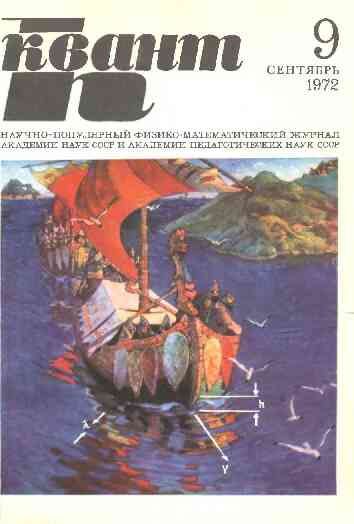 квант
9
СЕНТЯБРЬ
1972
НАУЧНО-ПОПУЛЯРНЫЙ ФИЗИКО-МАТЕМАТИЧЕСКИЙ ЖУРНАЛ
АКАДЕМИИ НАУК СССР И АКАДЕМИИ ПЕДАГОГИЧЕСКИХ НАУК СССР
h
λ
v